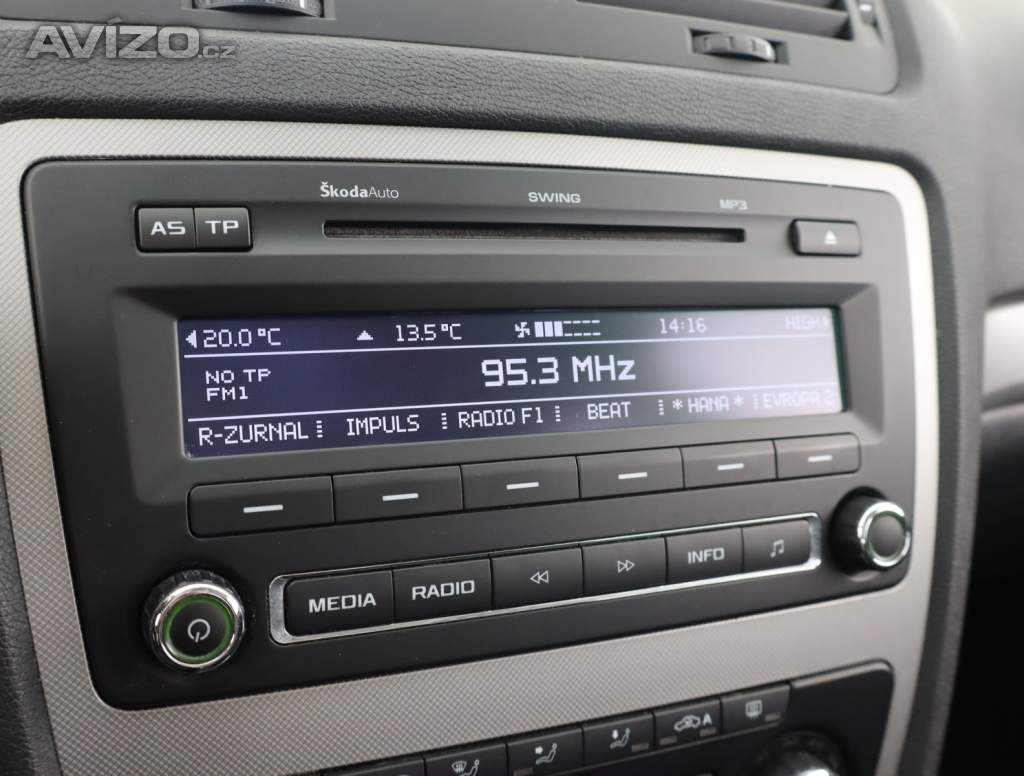 AVÍZO.cz
ŠkodaAuto SWING MP3
AS TP
20.0°C 13.5°C 14:16 HIGH
NO TP 95.3 MHz
FM1
R-ZURNAL IMPULS RADIO F1 BEAT *HANA* EVROPA 2
MEDIA RADIO INFO
A